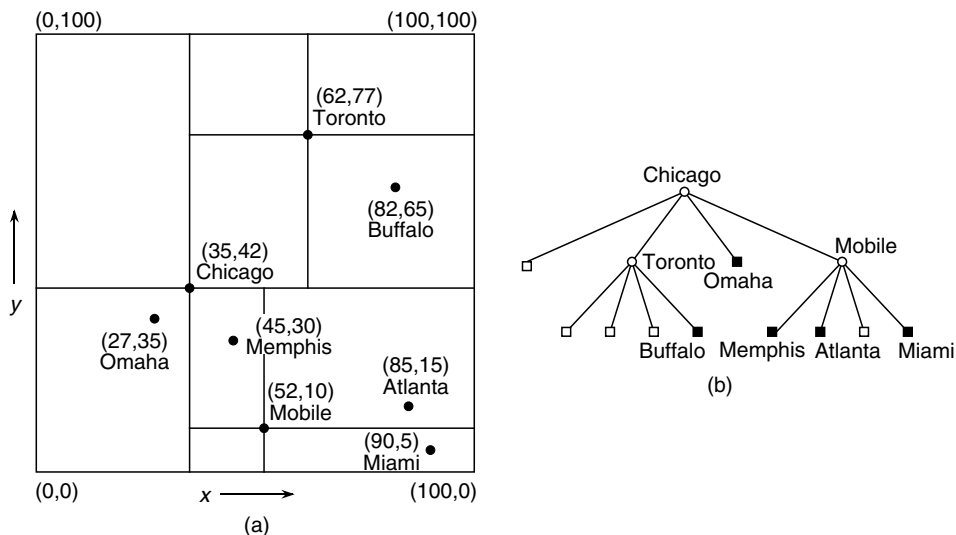 (0,100)
(100,100)
(62,77)
Toronto
(82,65)
Buffalo
(35,42)
Chicago
y
(27,35)
Omaha
(45,30)
Memphis
(85,15)
Atlanta
(52,10)
Mobile
(90,5)
Miami
(0,0)
x
(100,0)
(a)
Chicago
Toronto
Omaha
Mobile
Buffalo
Memphis
Atlanta
Miami
(b)